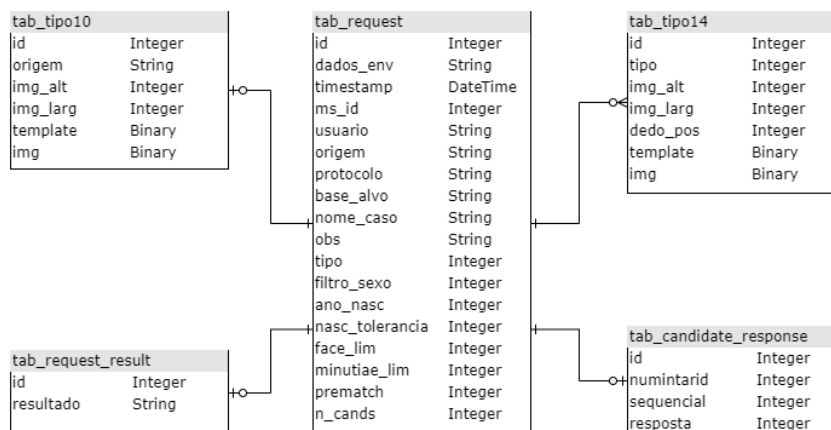 tab_tipo10
id Integer
origem String
img_alt Integer
img_larg Integer
template Binary
img Binary
tab_request
id Integer
dados_env String
timestamp DateTime
ms_id Integer
usuario String
origem String
protocolo String
base_alvo String
nome_caso String
obs String
tipo Integer
filtro_sexo Integer
ano_nasc Integer
nasc_tolerancia Integer
face_lim Integer
minutiae_lim Integer
prematch Integer
n_cands Integer
tab_tipo14
id Integer
tipo Integer
img_alt Integer
img_larg Integer
dedo_pos Integer
template Binary
img Binary
tab_request_result
id Integer
resultado String
tab_candidate_response
id Integer
numintarid Integer
sequencial Integer
resposta Integer